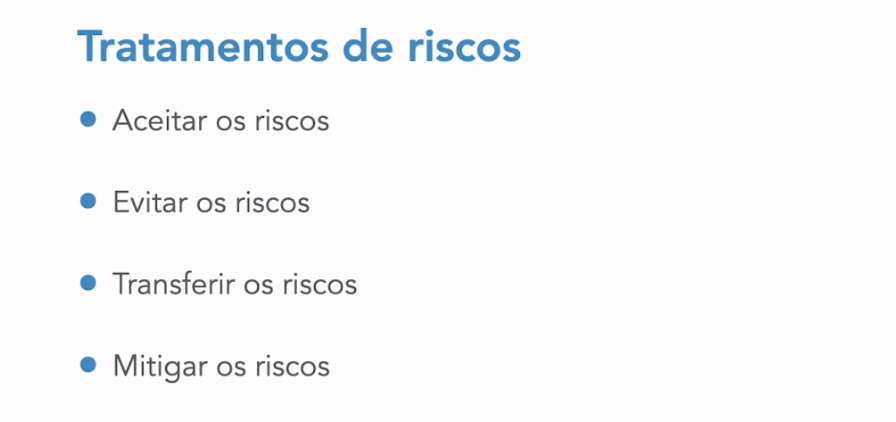 Tratamentos de riscos
Aceitar os riscos
Evitar os riscos
Transferir os riscos
Mitigar os riscos